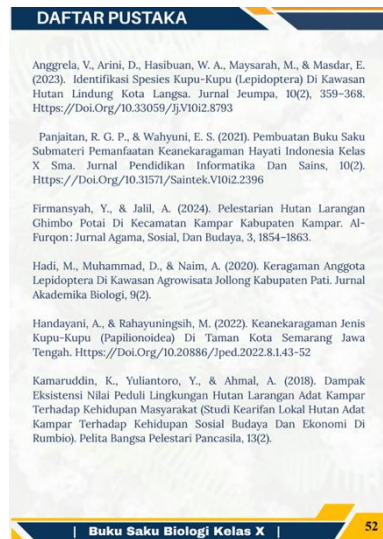 DAFTAR PUSTAKA
Anggrela, V., Arini, D., Hasibuan, W. A., Maysarah, M., & Masdar, E.
(2023). Identifikasi Spesies Kupu-Kupu (Lepidoptera) Di Kawasan
Hutan Lindung Kota Langsa. Jurnal Jeumpa, 10(2), 359–368.
Https://Doi.Org/10.33059/Jj.V10i2.8793
Panjaitan, R. G. P., & Wahyuni, E. S. (2021). Pembuatan Buku Saku
Submateri Pemanfaatan Keanekaragaman Hayati Indonesia Kelas
X Sma. Jurnal Pendidikan Informatika Dan Sains, 10(2).
Https://Doi.Org/10.31571/Saintek.V10i2.2396
Firmansyah, Y., & Jalil, A. (2024). Pelestarian Hutan Larangan
Ghimbo Potai Di Kecamatan Kampar Kabupaten Kampar. Al-
Furqon : Jurnal Agama, Sosial, Dan Budaya, 3, 1854–1863.
Hadi, M., Muhammad, D., & Naim, A. (2020). Keragaman Anggota
Lepidoptera Di Kawasan Agrowisata Jollong Kabupaten Pati. Jurnal
Akademika Biologi, 9(2).
Handayani, A., & Rahayuningsih, M. (2022). Keanekaragaman Jenis
Kupu-Kupu (Papilionoidea) Di Taman Kota Semarang Jawa
Tengah. Https://Doi.Org/10.20886/Jped.2022.8.1.43-52
Kamaruddin, K., Yuliantoro, Y., & Ahmal, A. (2018). Dampak
Eksistensi Nilai Peduli Lingkungan Hutan Larangan Adat Kampar
Terhadap Kehidupan Masyarakat (Studi Kearifan Lokal Hutan Adat
Kampar Terhadap Kehidupan Sosial Budaya Dan Ekonomi Di
Rumbio). Pelita Bangsa Pelestari Pancasila, 13(2).
| Buku Saku Biologi Kelas X |
52